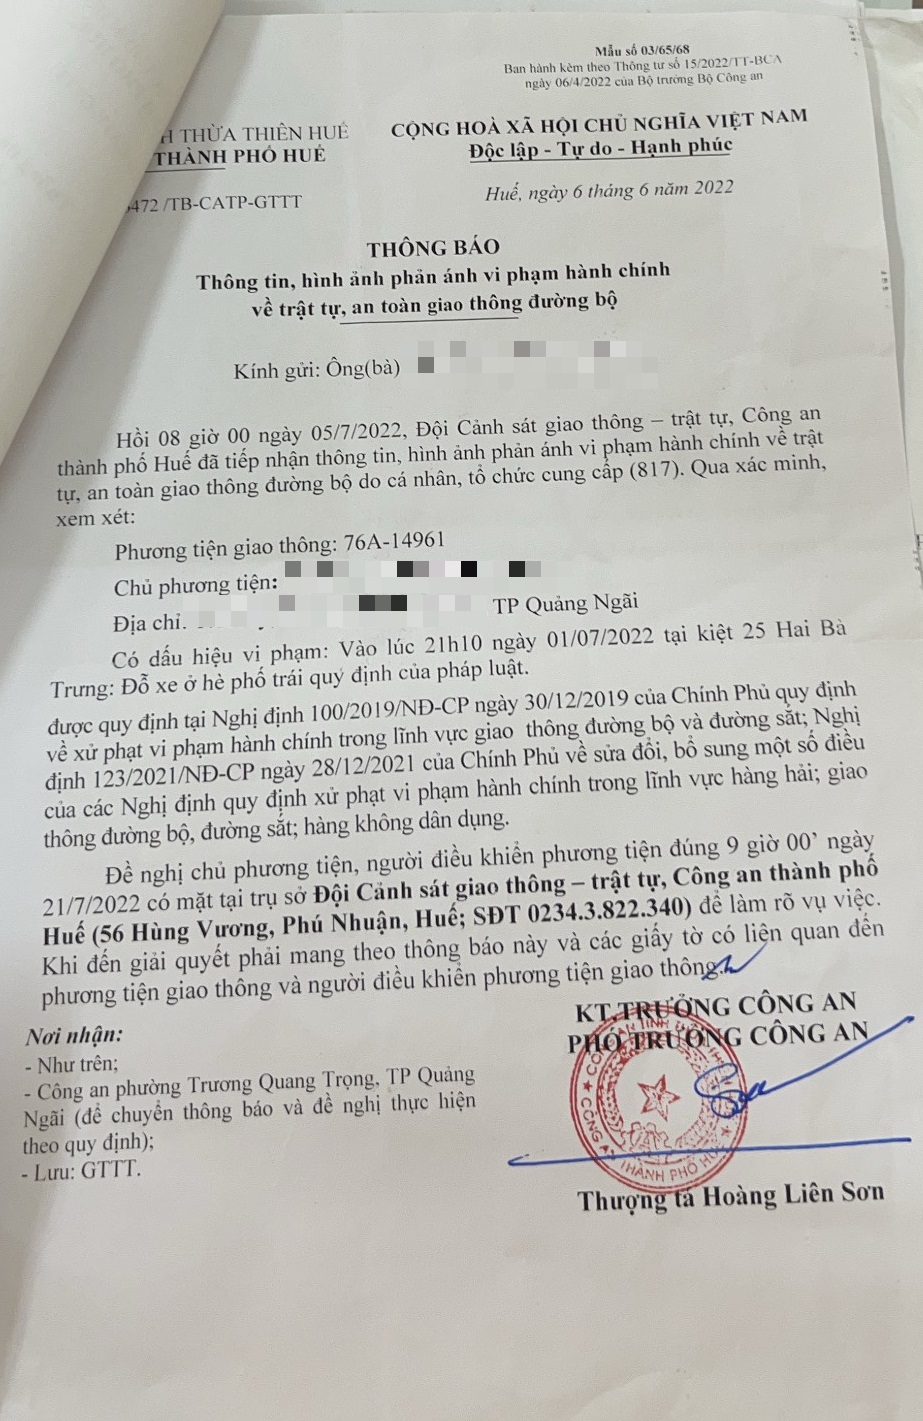 Mẫu số 03/65/68
Ban hành kèm theo Thông tư số 15/2022/TT-BCA
ngày 06/4/2022 của Bộ trưởng Bộ Công an
H THỪA THIÊN HUẾ
THÀNH PHỐ HUẾ
CỘNG HOÀ XÃ HỘI CHỦ NGHĨA VIỆT NAM
Độc lập - Tự do - Hạnh phúc
472 /TB-CATP-GTTT
Huế, ngày 6 tháng 6 năm 2022
THÔNG BÁO
Thông tin, hình ảnh phản ánh vi phạm hành chính
về trật tự, an toàn giao thông đường bộ
Kính gửi: Ông(bà)
Hồi 08 giờ 00 ngày 05/7/2022, Đội Cảnh sát giao thông – trật tự, Công an
thành phố Huế đã tiếp nhận thông tin, hình ảnh phản ánh vi phạm hành chính về trật
tự, an toàn giao thông đường bộ do cá nhân, tổ chức cung cấp (817). Qua xác minh,
xem xét:
Phương tiện giao thông: 76A-14961
Chủ phương tiện:
Địa chỉ: TP Quảng Ngãi
Có dấu hiệu vi phạm: Vào lúc 21h10 ngày 01/07/2022 tại kiệt 25 Hai Bà
Trưng: Đỗ xe ở hè phố trái quy định của pháp luật.
được quy định tại Nghị định 100/2019/NĐ-CP ngày 30/12/2019 của Chính Phủ quy định
về xử phạt vi phạm hành chính trong lĩnh vực giao thông đường bộ và đường sắt; Nghị
định 123/2021/NĐ-CP ngày 28/12/2021 của Chính Phủ về sửa đổi, bổ sung một số điều
của các Nghị định quy định xử phạt vi phạm hành chính trong lĩnh vực hàng hải; giao
thông đường bộ, đường sắt; hàng không dân dụng.
Đề nghị chủ phương tiện, người điều khiển phương tiện đúng 9 giờ 00’ ngày
21/7/2022 có mặt tại trụ sở Đội Cảnh sát giao thông – trật tự, Công an thành phố
Huế (56 Hùng Vương, Phú Nhuận, Huế; SĐT 0234.3.822.340) để làm rõ vụ việc.
Khi đến giải quyết phải mang theo thông báo này và các giấy tờ có liên quan đến
phương tiện giao thông và người điều khiển phương tiện giao thông.
Nơi nhận:
- Như trên;
- Công an phường Trương Quang Trọng, TP Quảng
Ngãi (để chuyển thông báo và đề nghị thực hiện
theo quy định);
- Lưu: GTTT.
KT.TRƯỞNG CÔNG AN
PHÓ TRƯỞNG CÔNG AN
CÔNG AN THÀNH PHỐ HUẾ
Thượng tá Hoàng Liên Sơn